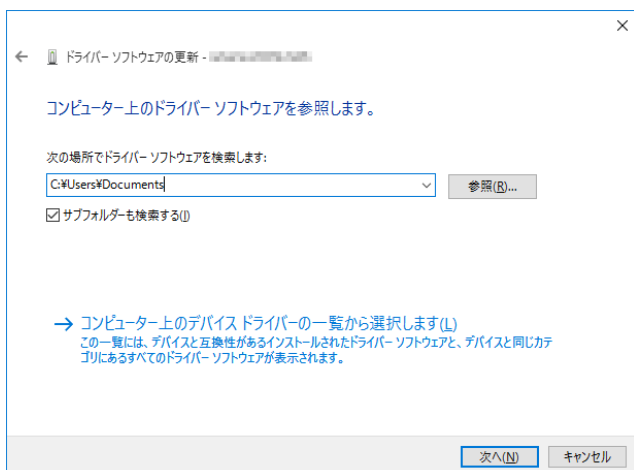 ドライバー ソフトウェアの更新 -
コンピューター上のドライバー ソフトウェアを参照します。
次の場所でドライバー ソフトウェアを検索します:
C:¥Users¥Documents
参照(R)...
サブフォルダーも検索する(I)
コンピューター上のデバイス ドライバーの一覧から選択します(L)
この一覧には、デバイスと互換性があるインストールされたドライバー ソフトウェアと、デバイスと同じカテ
ゴリにあるすべてのドライバー ソフトウェアが表示されます。
次へ(N)
キャンセル